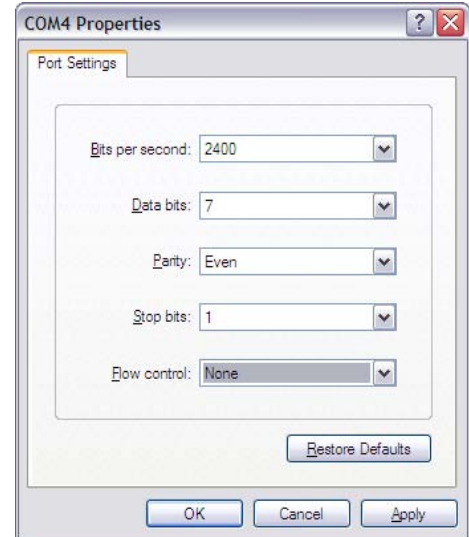 COM4 Properties
Port Settings
Bits per second: 2400
Data bits: 7
Parity: Even
Stop bits: 1
Flow control: None
Restore Defaults
OK Cancel Apply